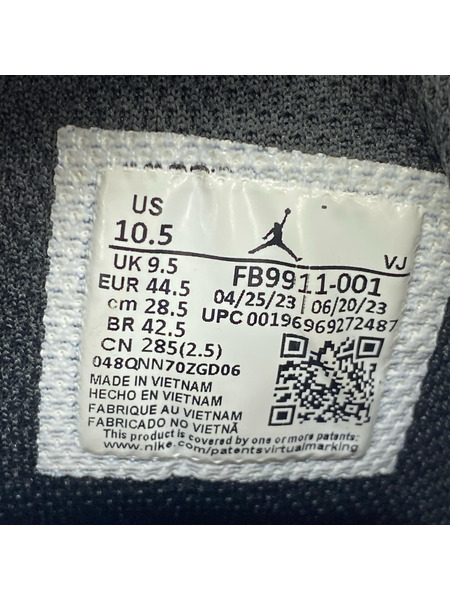 US
10.5
VJ
UK 9.5
FB9911-001
EUR 44.5
04/25/23 06/20/23
cm 28.5
UPC00196969272487
BR 42.5
CN 285(2.5)
048QNN70ZGD06
MADE IN VIETNAM
HECHO EN VIETNAM
FABRIQUE AU VIETNAM
FABRICADO NO VIETNÃ
This product is covered by one or more patents:
www.nike.com/patentsvirtualmarking